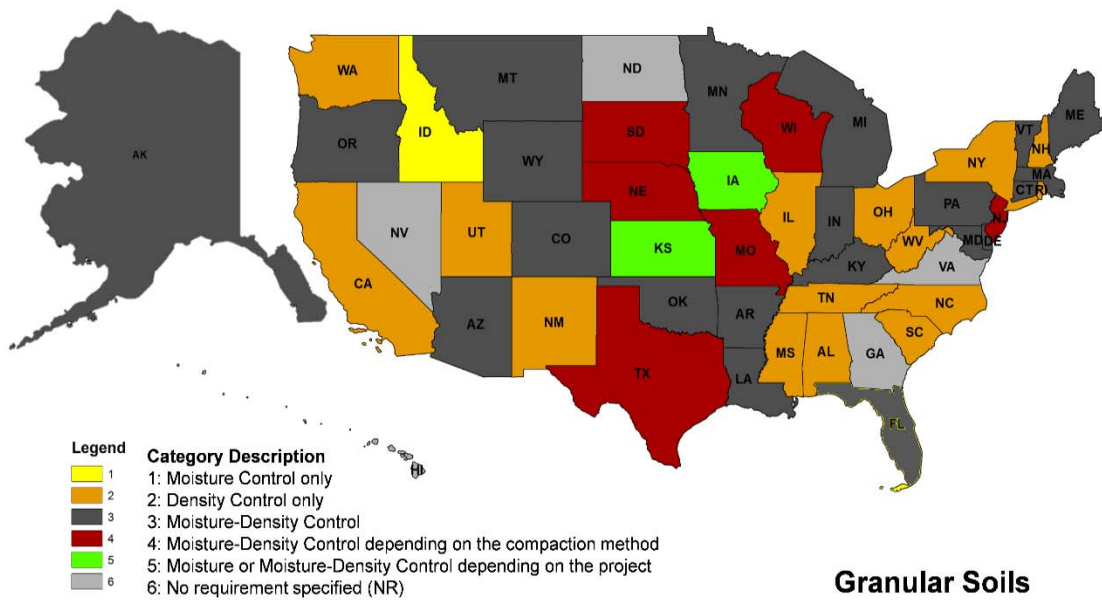 WA
MT
ND
MN
ME
VT
NH
MI
WI
OR
ID
SD
NY
MA
CT
RI
AK
WY
IA
NE
PA
NJ
IL
IN
OH
MD
DE
NV
UT
CO
KS
MO
WV
VA
KY
CA
TN
NC
OK
AR
AZ
NM
SC
MS
AL
GA
TX
LA
FL
HI
Legend
1
2
3
4
5
6
Category Description
1: Moisture Control only
2: Density Control only
3: Moisture-Density Control
4: Moisture-Density Control depending on the compaction method
5: Moisture or Moisture-Density Control depending on the project
6: No requirement specified (NR)
Granular Soils